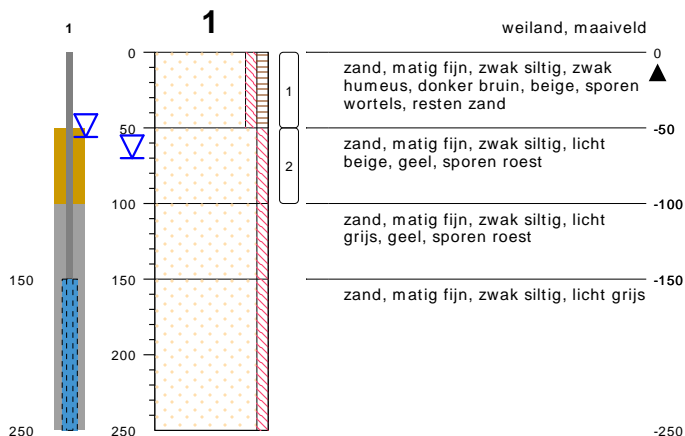 1
1
weiland, maaiveld
0
0
zand, matig fijn, zwak siltig, zwak
humeus, donker bruin, beige, sporen
wortels, resten zand
1
50
-50
zand, matig fijn, zwak siltig, licht
beige, geel, sporen roest
2
100
-100
zand, matig fijn, zwak siltig, licht
grijs, geel, sporen roest
150
150
-150
zand, matig fijn, zwak siltig, licht grijs
200
250
250
-250